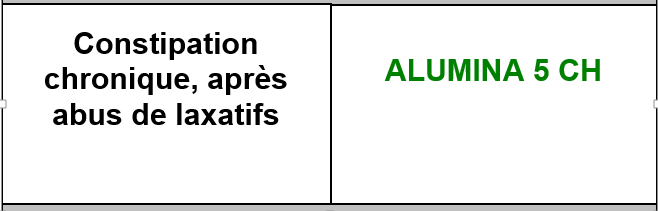 Constipation
chronique, après
abus de laxatifs
ALUMINA 5 CH